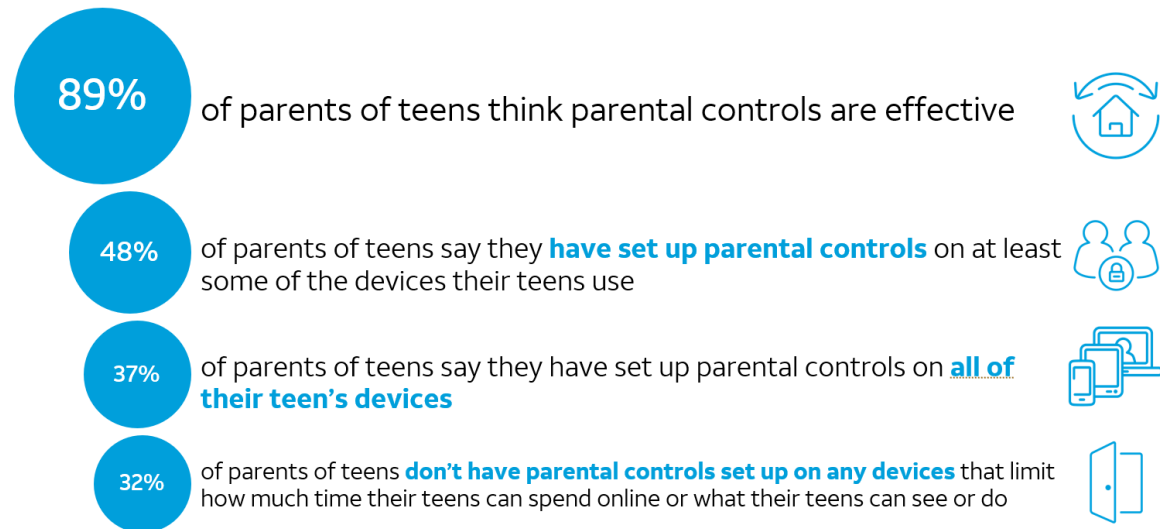 89%
of parents of teens think parental controls are effective
48%
of parents of teens say they have set up parental controls on at least
some of the devices their teens use
37%
of parents of teens say they have set up parental controls on all of
their teen’s devices
32%
of parents of teens don’t have parental controls set up on any devices that limit
how much time their teens can spend online or what their teens can see or do